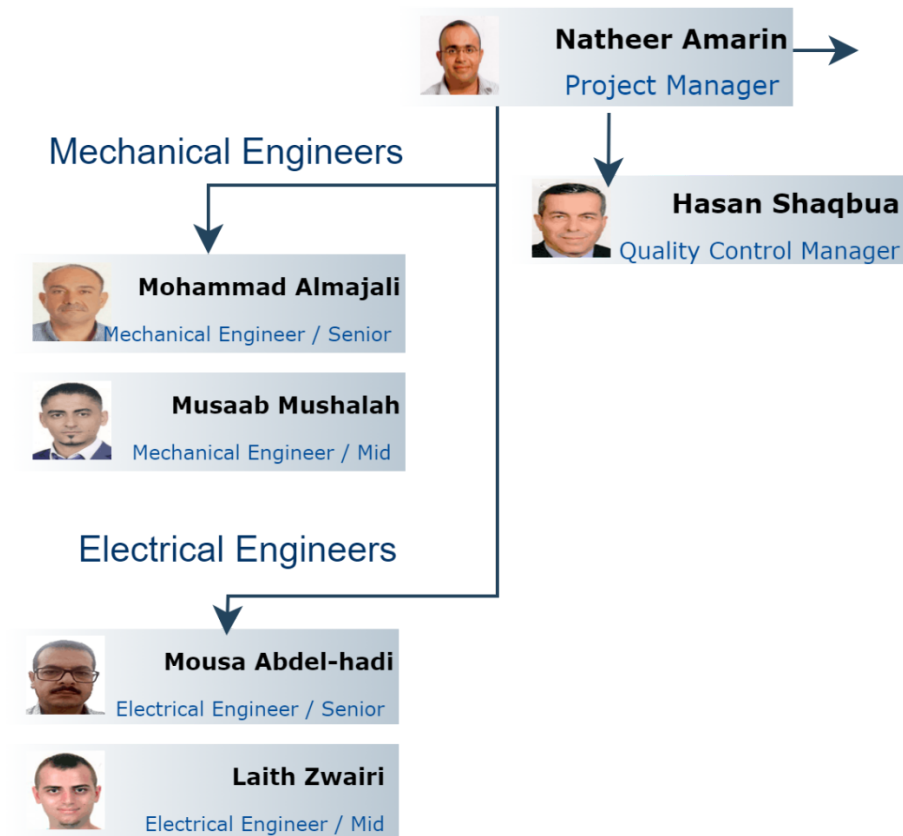 Natheer Amarin
Project Manager
Mechanical Engineers
Hasan Shaqbua
Quality Control Manager
Mohammad Almajali
Mechanical Engineer / Senior
Musaab Mushalah
Mechanical Engineer / Mid
Electrical Engineers
Mousa Abdel-hadi
Electrical Engineer / Senior
Laith Zwairi
Electrical Engineer / Mid